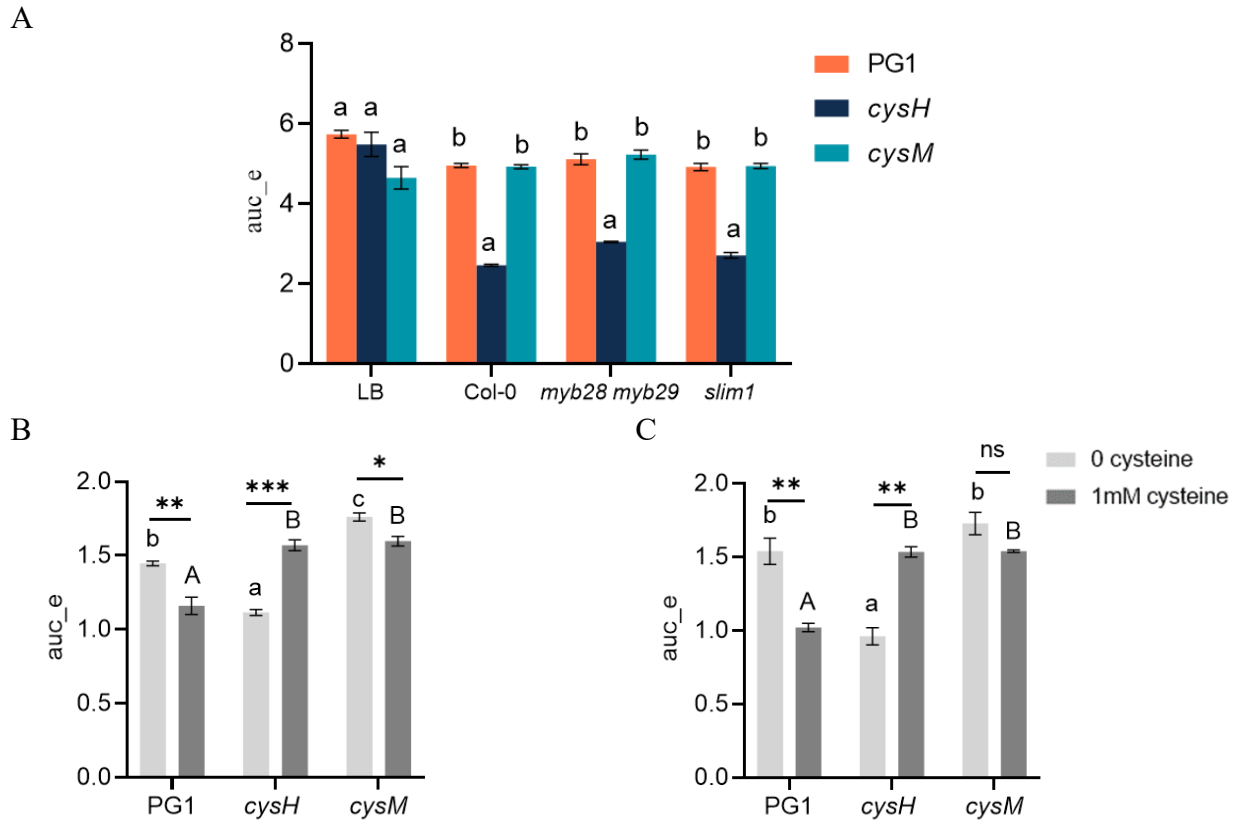 A
8
6
4
2
0
auc_e
a a a
b a b
b a b
b a b
LB Col-0 myb28 myb29 slim1
PG1
cysH
cysM
B
2.0
1.5
1.0
0.5
0.0
auc_e
** *** *
b A a B c B
PG1 cysH cysM
C
2.0
1.5
1.0
0.5
0.0
auc_e
** ** ns
b A a B b B
PG1 cysH cysM
0 cysteine
1mM cysteine